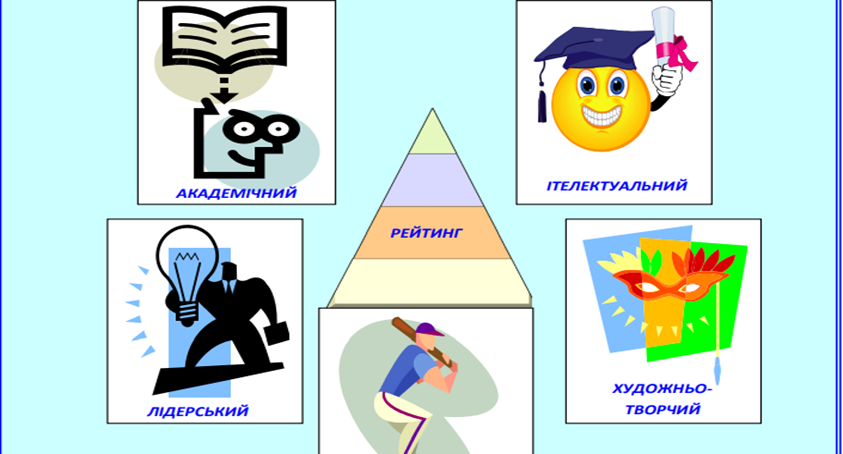 АКАДЕМІЧНИЙ
ІТЕЛЕКТУАЛЬНИЙ
РЕЙТИНГ
ЛІДЕРСЬКИЙ
ХУДОЖНЬО-
ТВОРЧИЙ